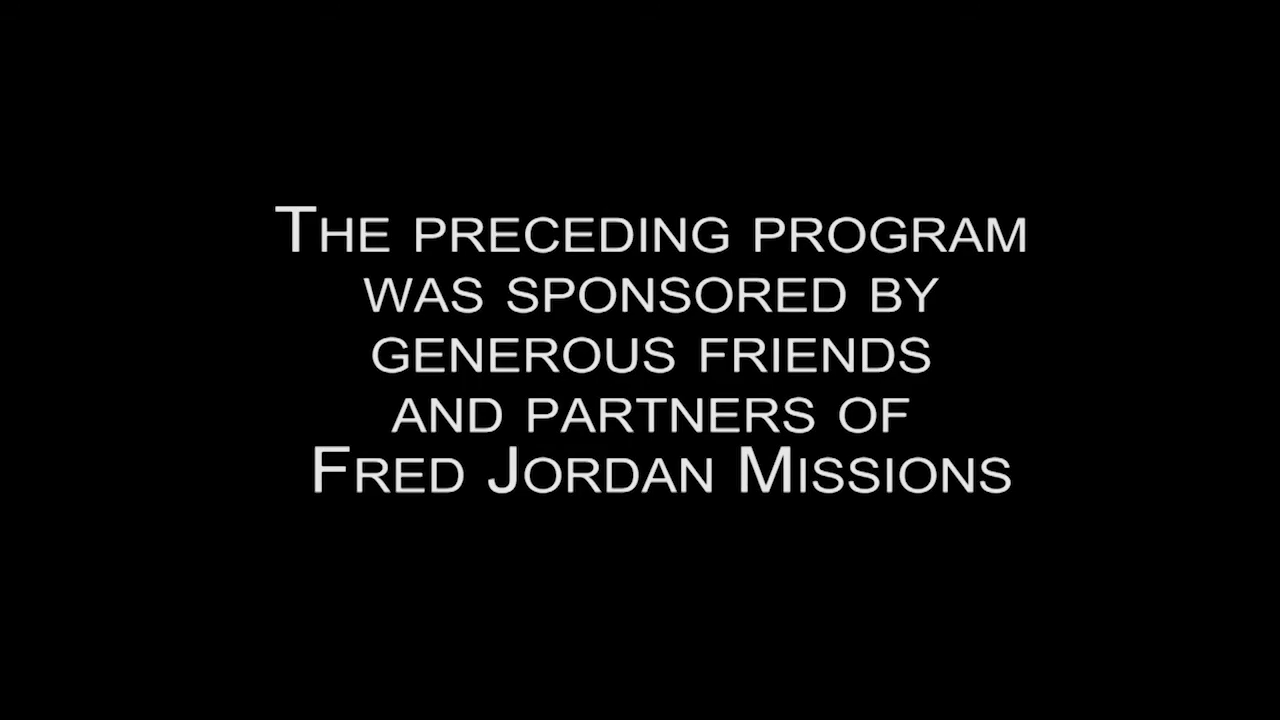 The preceding program
was sponsored by
generous friends
and partners of
Fred Jordan Missions